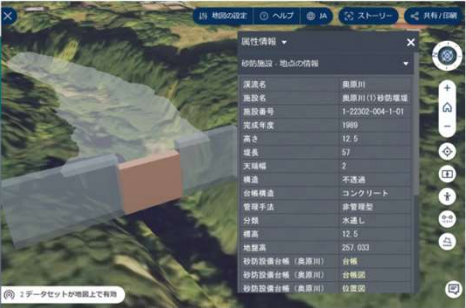 地図の設定 ヘルプ JA ストーリー 共有/印刷
属性情報
砂防施設 - 地点の情報
渓流名 奥原川
施設名 奥原川(1)砂防堰堤
施設番号 1-22302-004-1-01
完成年度 1989
高さ 12.5
堤長 57
天端幅 2
構造 不透過
台帳構造 コンクリート
管理手法 非管理型
分類 水通し
標高 12.5
地盤高 257.033
砂防設備台帳（奥原川） 台帳
砂防設備台帳（奥原川） 台帳図
砂防設備台帳（奥原川） 位置図
2 データセットが地図上で有効